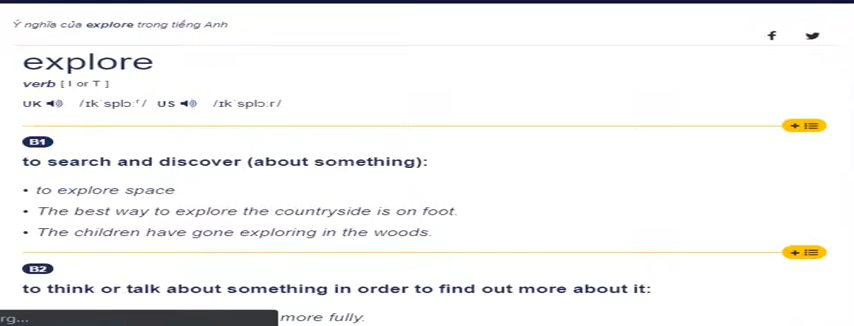 Ý nghĩa của explore trong tiếng Anh
explore
verb [ I or T ]
UK /ɪkˈsplɔːʳ/ US /ɪkˈsplɔːr/
B1
to search and discover (about something):
• to explore space
• The best way to explore the countryside is on foot.
• The children have gone exploring in the woods.
B2
to think or talk about something in order to find out more about it:
rg... more fully.